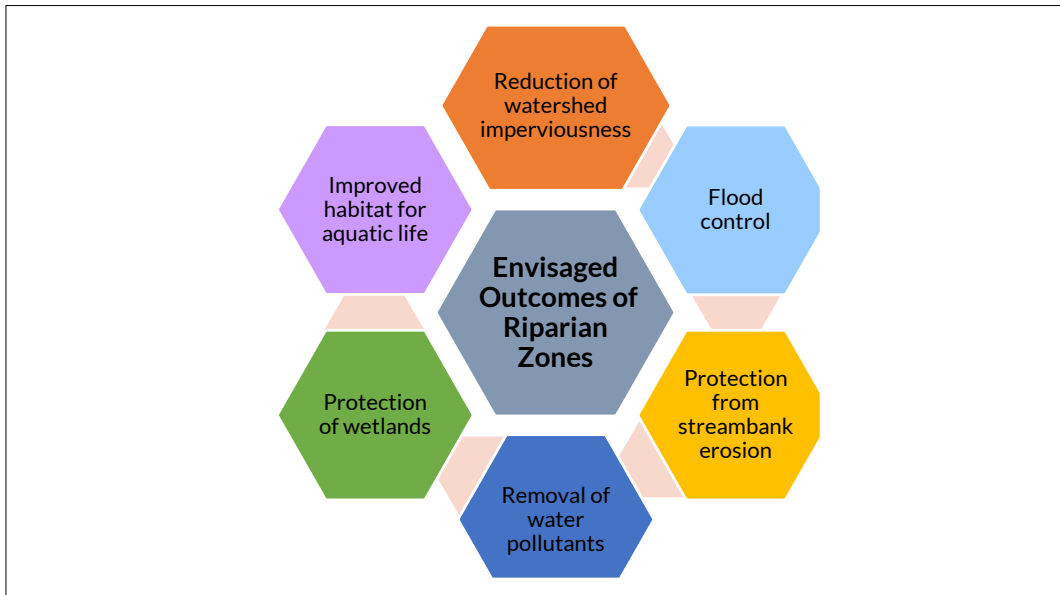 Reduction of
watershed
imperviousness
Flood
control
Protection
from
streambank
erosion
Removal of
water
pollutants
Protection
of wetlands
Improved
habitat for
aquatic life
Envisaged
Outcomes of
Riparian
Zones